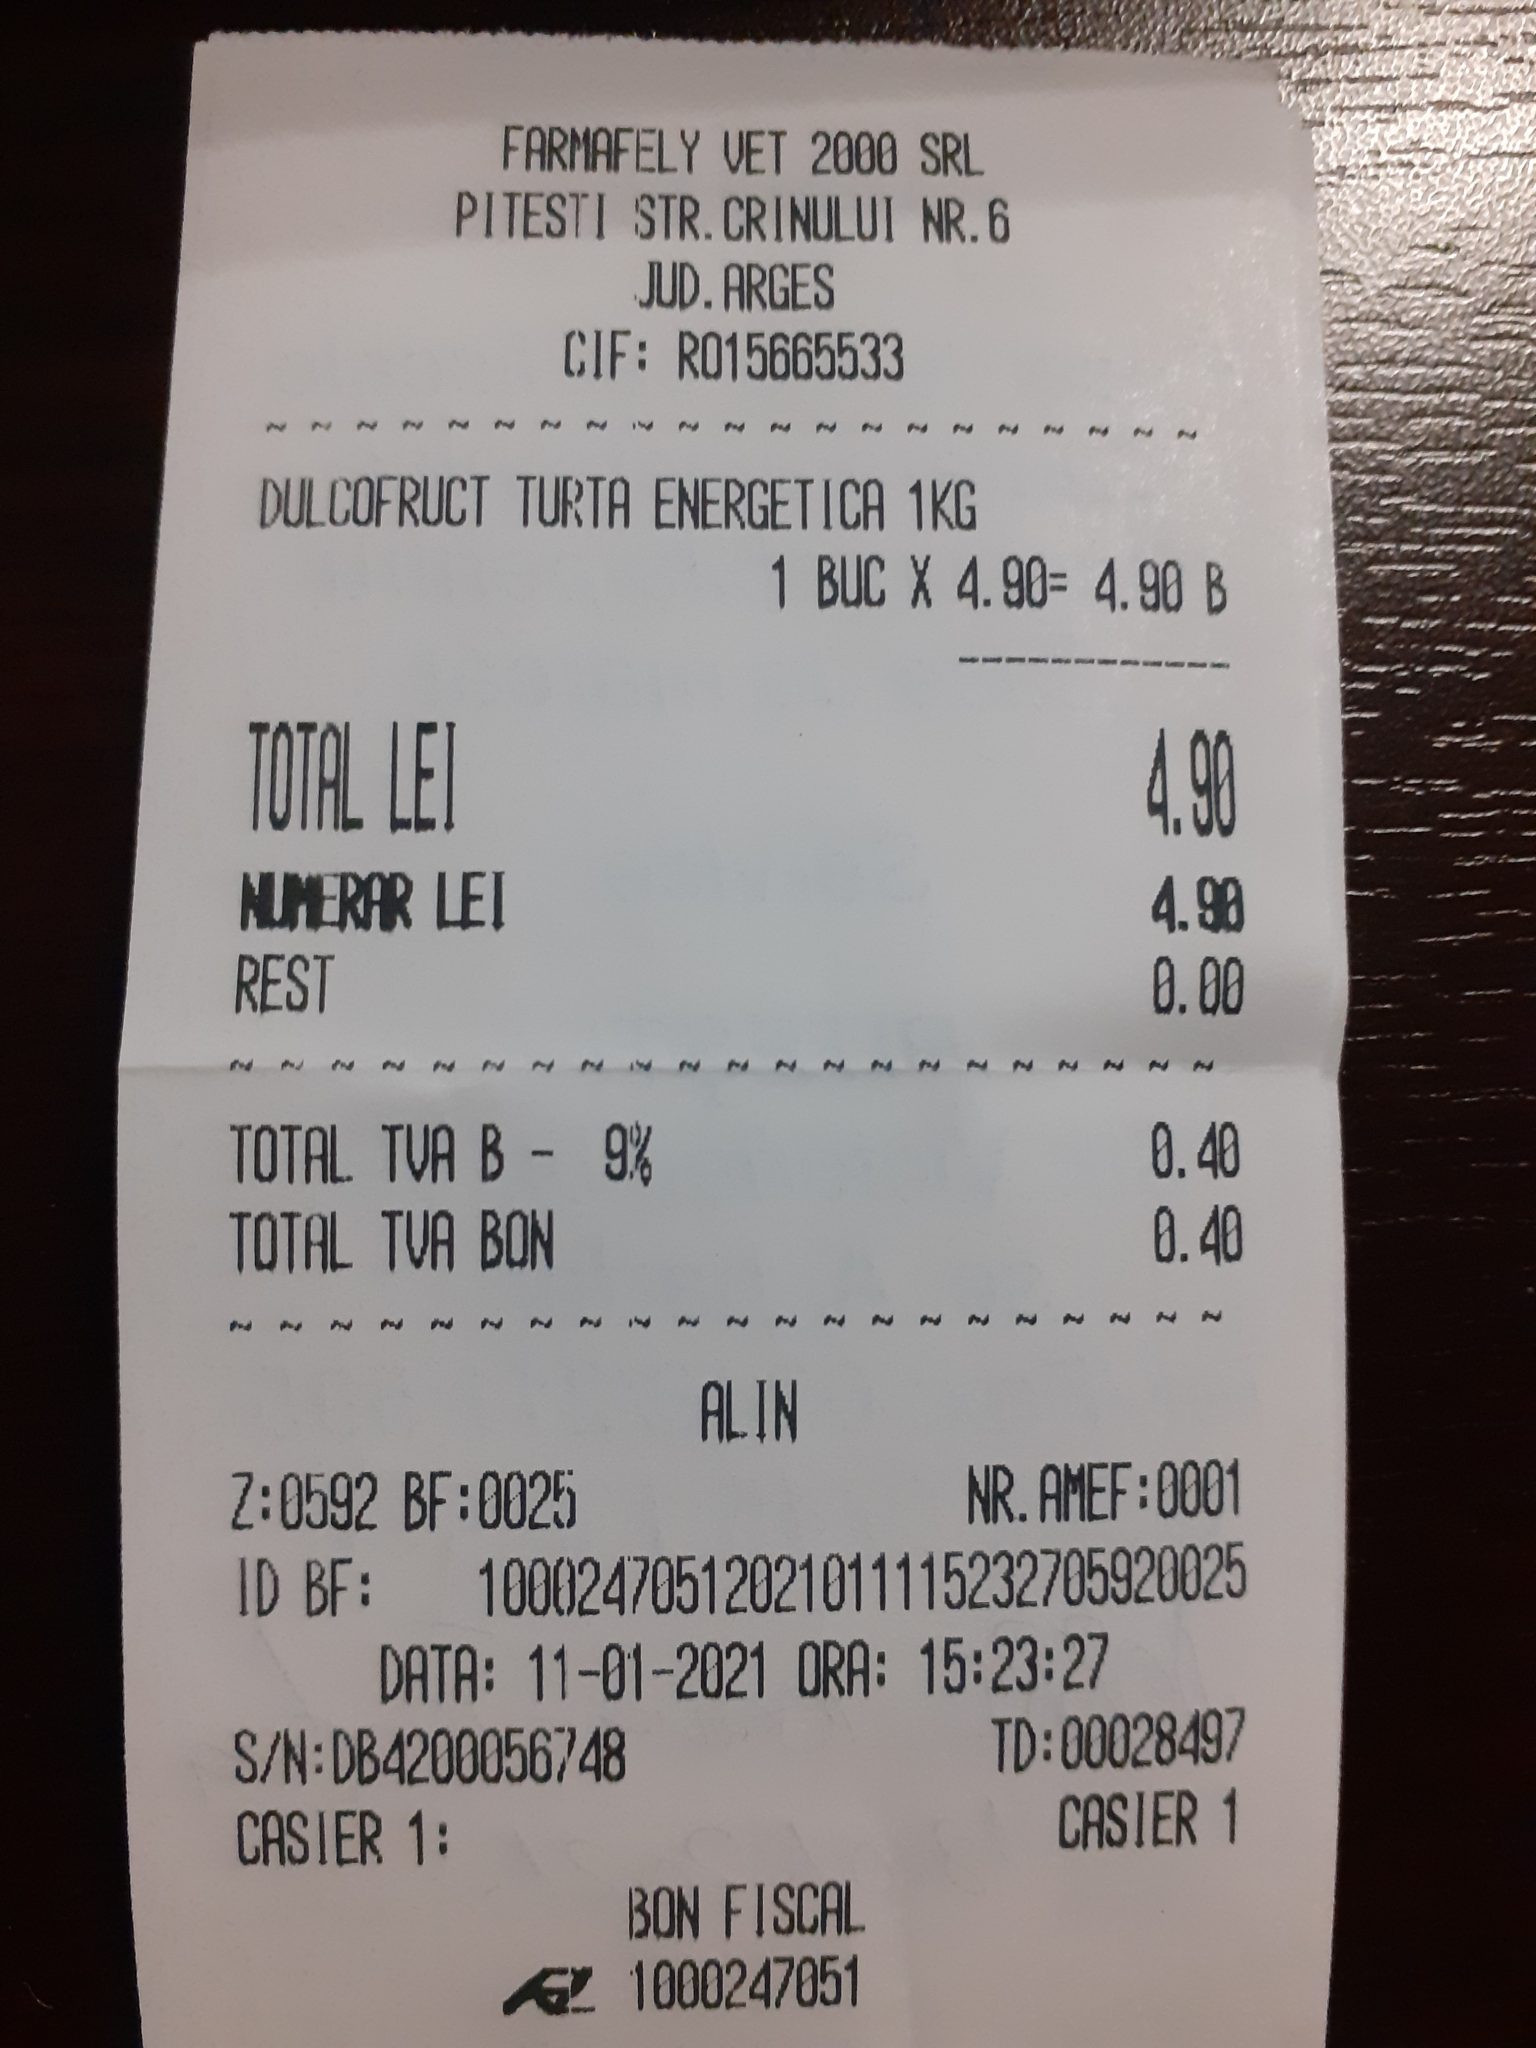 FARMAFELY VET 2000 SRL
PITESTI STR.CRINULUI NR.6
JUD.ARGES
CIF: RO15665533
~ ~ ~ ~ ~ ~ ~ ~ ~ ~ ~ ~ ~ ~ ~ ~ ~ ~ ~ ~ ~
DULCOFRUCT TURTA ENERGETICA 1KG
1 BUC X 4.90= 4.90 B
------------
TOTAL LEI 4.90
NUMERAR LEI 4.90
REST 0.00
~ ~ ~ ~ ~ ~ ~ ~ ~ ~ ~ ~ ~ ~ ~ ~ ~ ~ ~ ~ ~
TOTAL TVA B - 9% 0.40
TOTAL TVA BON 0.40
~ ~ ~ ~ ~ ~ ~ ~ ~ ~ ~ ~ ~ ~ ~ ~ ~ ~ ~ ~ ~
ALIN
Z:0592 BF:0025 NR.AMEF:0001
ID BF: 10002470512021011115232705920025
DATA: 11-01-2021 ORA: 15:23:27
S/N:DB4200056748 TD:00028497
CASIER 1: CASIER 1
BON FISCAL
1000247051